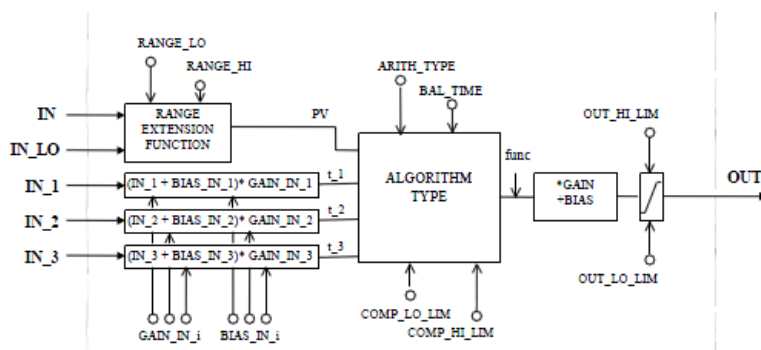 RANGE_LO
RANGE_HI
ARITH_TYPE
BAL_TIME
OUT_HI_LIM
IN
RANGE
EXTENSION
FUNCTION
PV
IN_LO
func
OUT
IN_1
(IN_1 + BIAS_IN_1)* GAIN_IN_1
t_1
ALGORITHM
TYPE
*GAIN
+BIAS
IN_2
(IN_2 + BIAS_IN_2)* GAIN_IN_2
t_2
IN_3
(IN_3 + BIAS_IN_3)* GAIN_IN_3
t_3
OUT_LO_LIM
COMP_LO_LIM
COMP_HI_LIM
GAIN_IN_i
BIAS_IN_i